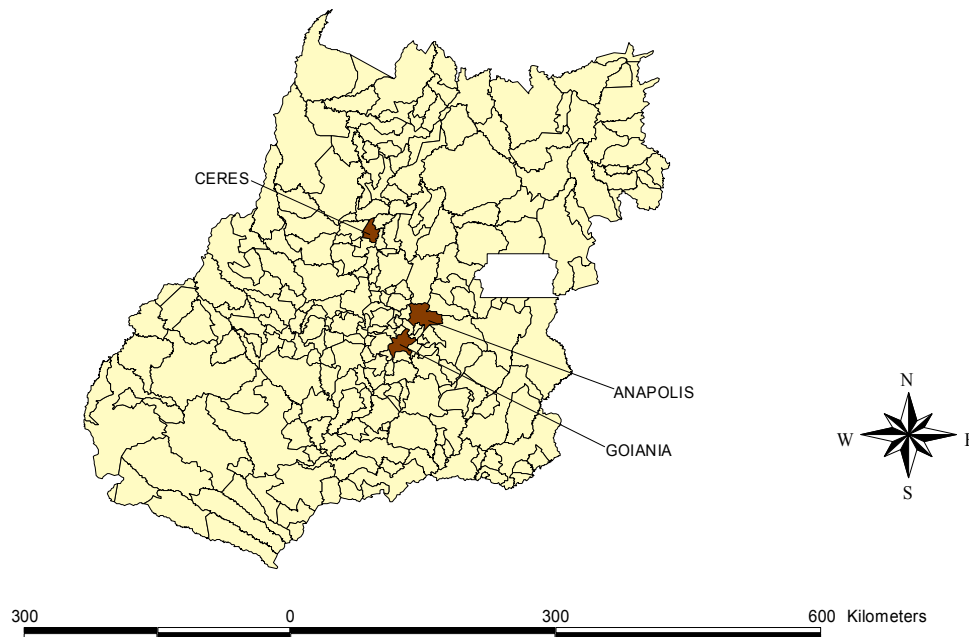 CERES
ANAPOLIS
GOIANIA
N
W
S
300 0 300 600 Kilometers